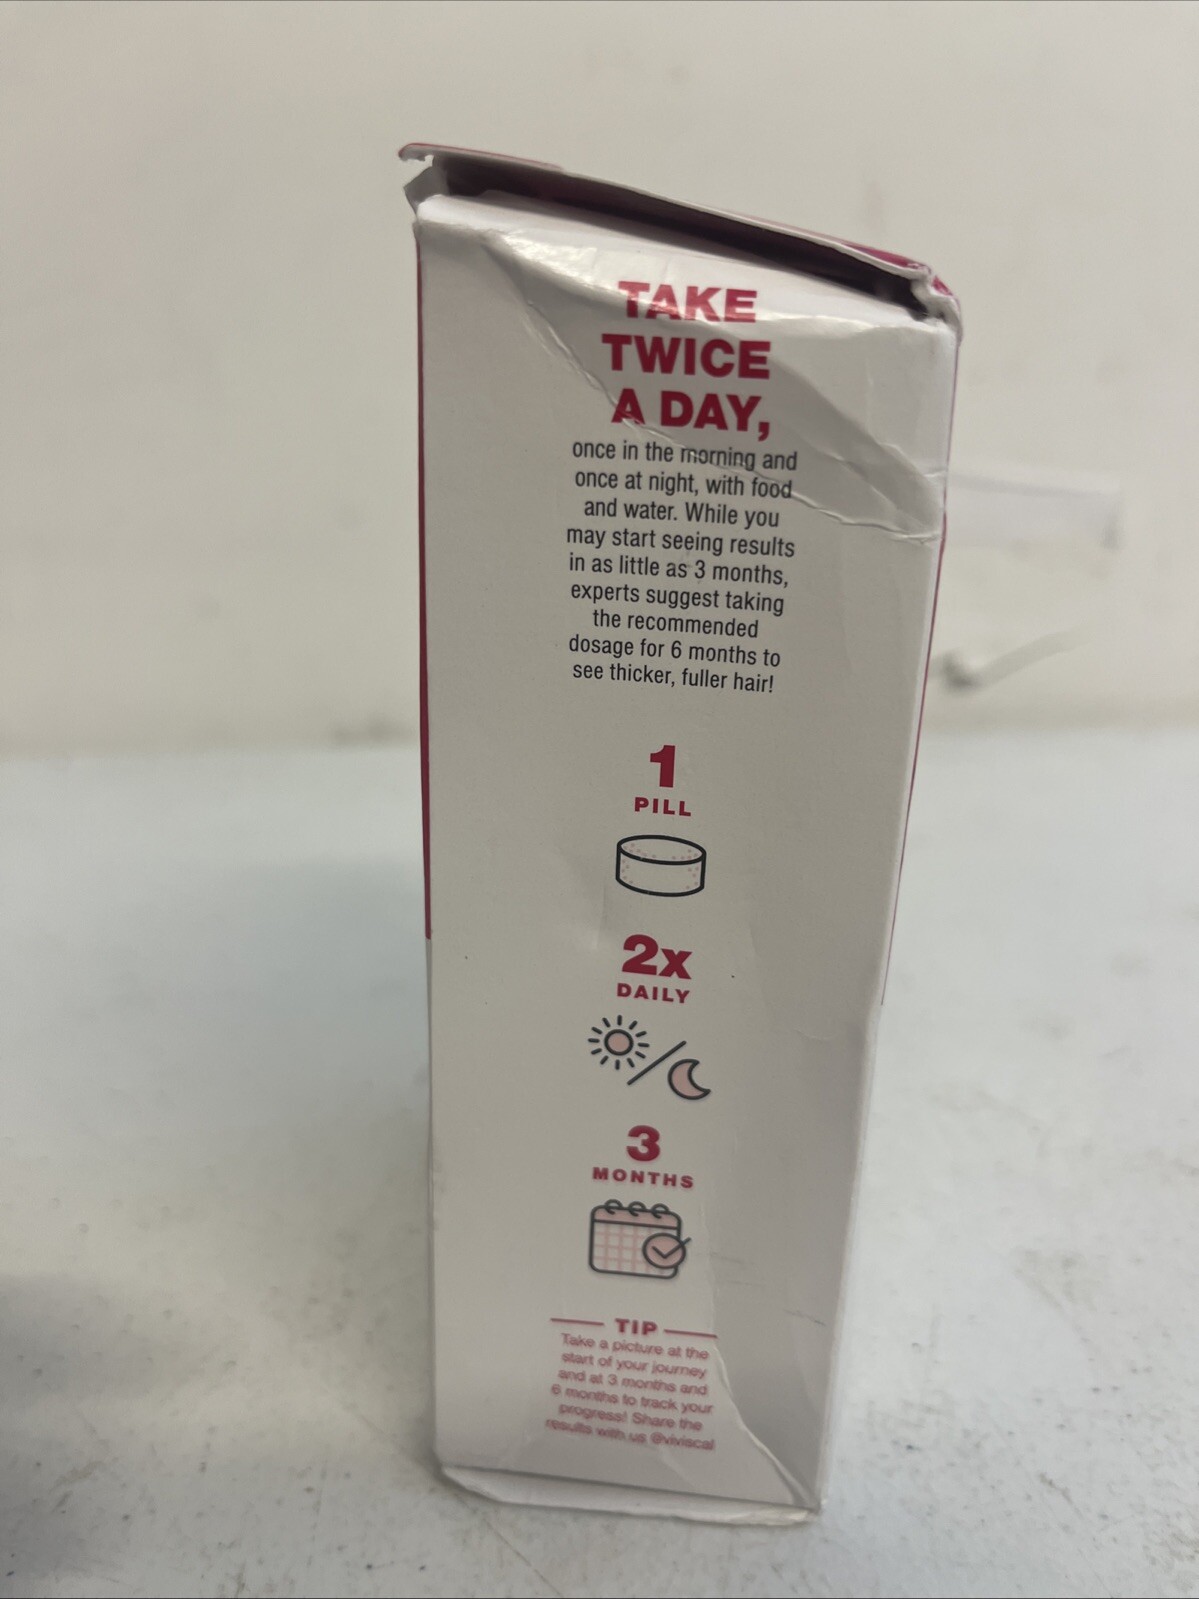 TAKE
TWICE
A DAY,
once in the morning and
once at night, with food
and water. While you
may start seeing results
in as little as 3 months,
experts suggest taking
the recommended
dosage for 6 months to
see thicker, fuller hair!
1
PILL
2x
DAILY
3
MONTHS
TIP
Take a picture at the
start of your journey
and at 3 months and
6 months to track your
progress! Share the
results with us @viviscal